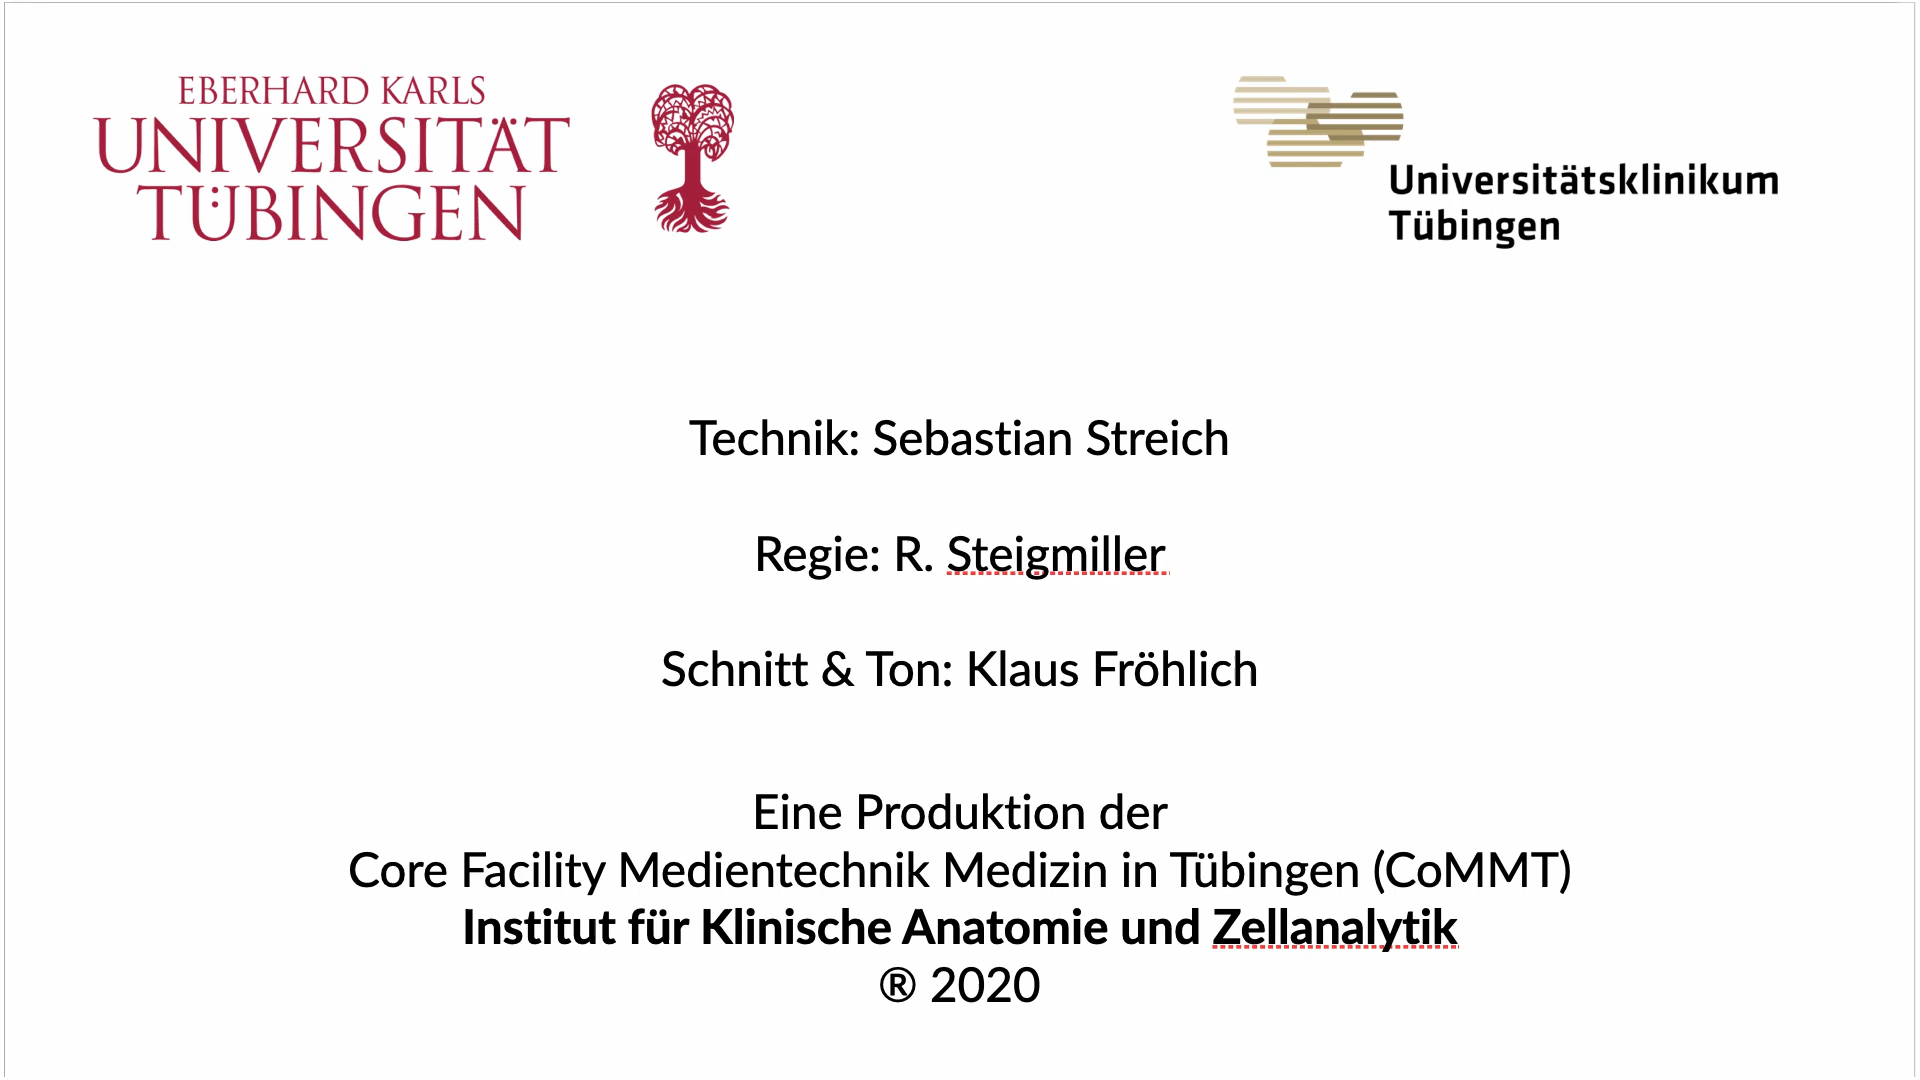 EBERHARD KARLS
UNIVERSITÄT
TÜBINGEN
Universitätsklinikum
Tübingen
Technik: Sebastian Streich
Regie: R. Steigmiller
Schnitt & Ton: Klaus Fröhlich
Eine Produktion der
Core Facility Medientechnik Medizin in Tübingen (CoMMT)
Institut für Klinische Anatomie und Zellanalytik
® 2020